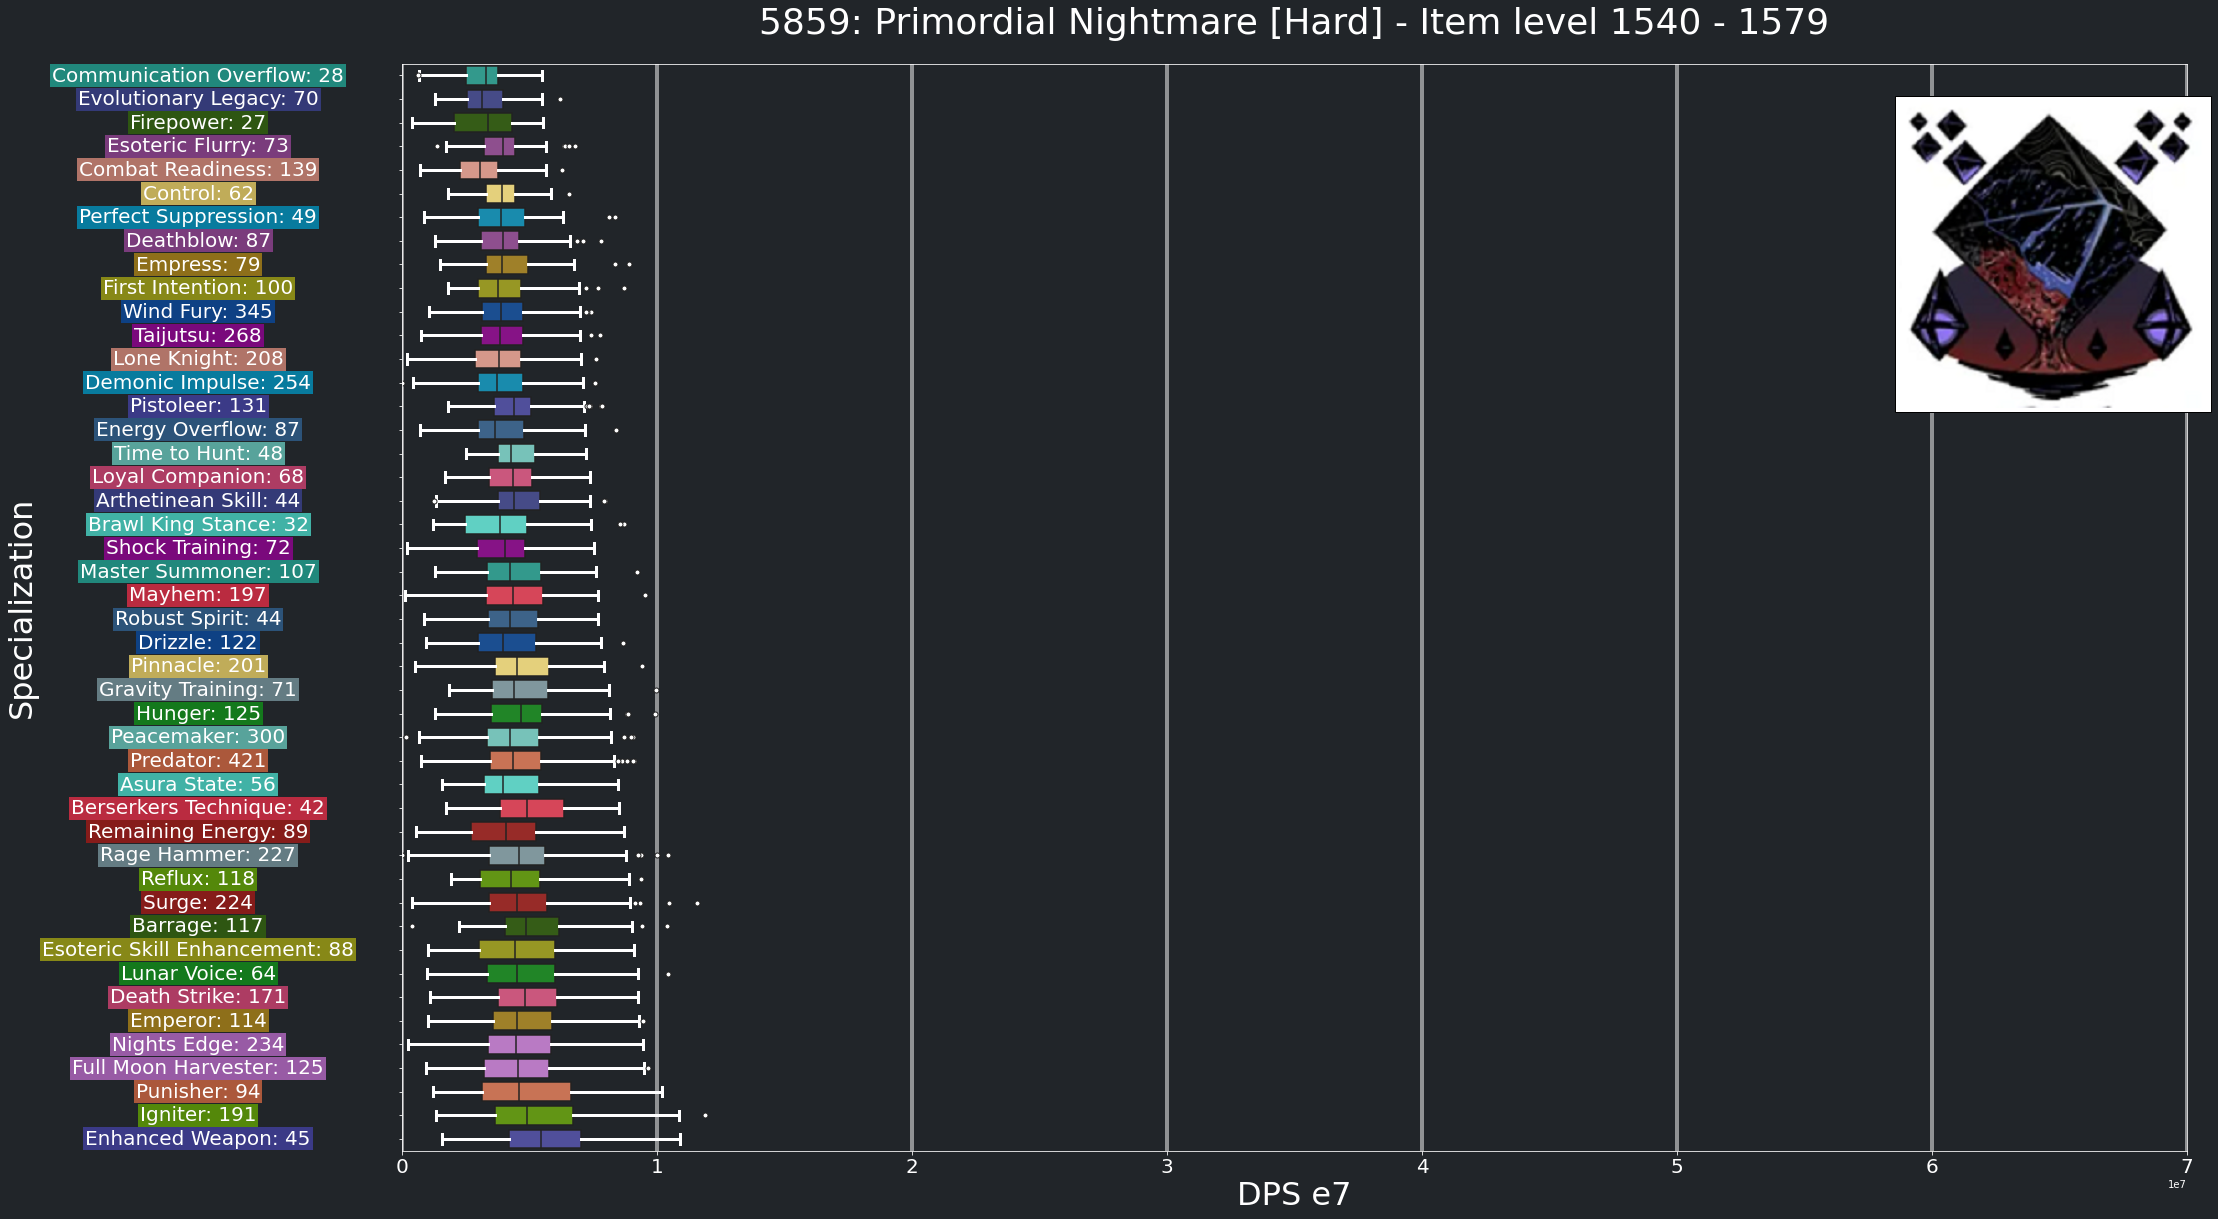 5859: Primordial Nightmare [Hard] - Item level 1540 - 1579
Communication Overflow: 28
Evolutionary Legacy: 70
Firepower: 27
Esoteric Flurry: 73
Combat Readiness: 139
Control: 62
Perfect Suppression: 49
Deathblow: 87
Empress: 79
First Intention: 100
Wind Fury: 345
Taijutsu: 268
Lone Knight: 208
Demonic Impulse: 254
Pistoleer: 131
Energy Overflow: 87
Time to Hunt: 48
Loyal Companion: 68
Arthetinean Skill: 44
Brawl King Stance: 32
Shock Training: 72
Master Summoner: 107
Mayhem: 197
Robust Spirit: 44
Drizzle: 122
Pinnacle: 201
Gravity Training: 71
Hunger: 125
Peacemaker: 300
Predator: 421
Asura State: 56
Berserkers Technique: 42
Remaining Energy: 89
Rage Hammer: 227
Reflux: 118
Surge: 224
Barrage: 117
Esoteric Skill Enhancement: 88
Lunar Voice: 64
Death Strike: 171
Emperor: 114
Nights Edge: 234
Full Moon Harvester: 125
Punisher: 94
Igniter: 191
Enhanced Weapon: 45
Specialization
0 1 2 3 4 5 6 7
1e7
DPS e7